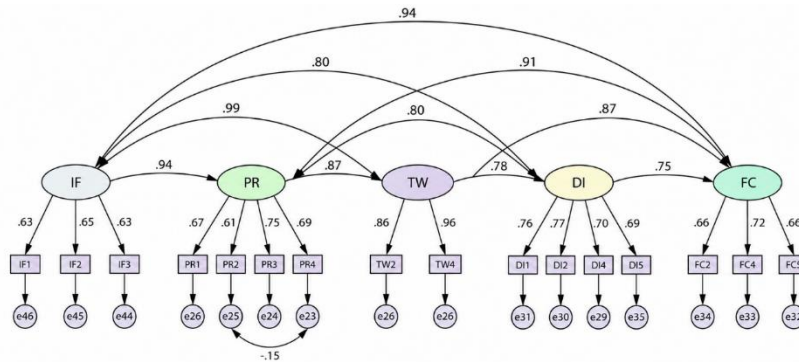 .94
.80 .91
.99 .80 .87
.94 .87 .78 .75
IF PR TW DI FC
.63 .65 .63 .67 .61 .75 .69 .86 .96 .76 .77 .70 .69 .66 .72 .66
IF1 IF2 IF3 PR1 PR2 PR3 PR4 TW2 TW4 DI1 DI2 DI4 DI5 FC2 FC4 FC5
e46 e45 e44 e26 e25 e24 e23 e26 e26 e31 e30 e29 e35 e34 e33 e32
-.15